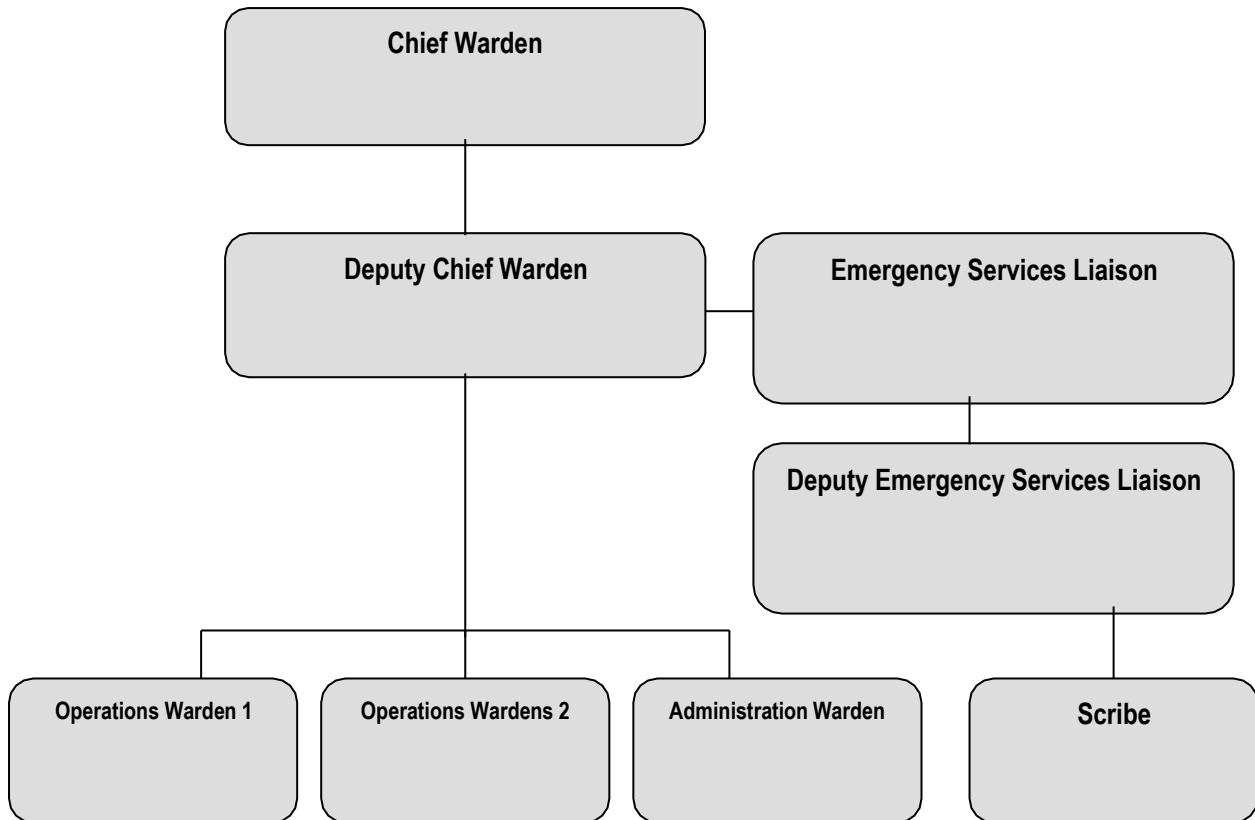 Chief Warden
Deputy Chief Warden
Emergency Services Liaison
Deputy Emergency Services Liaison
Operations Warden 1
Operations Wardens 2
Administration Warden
Scribe